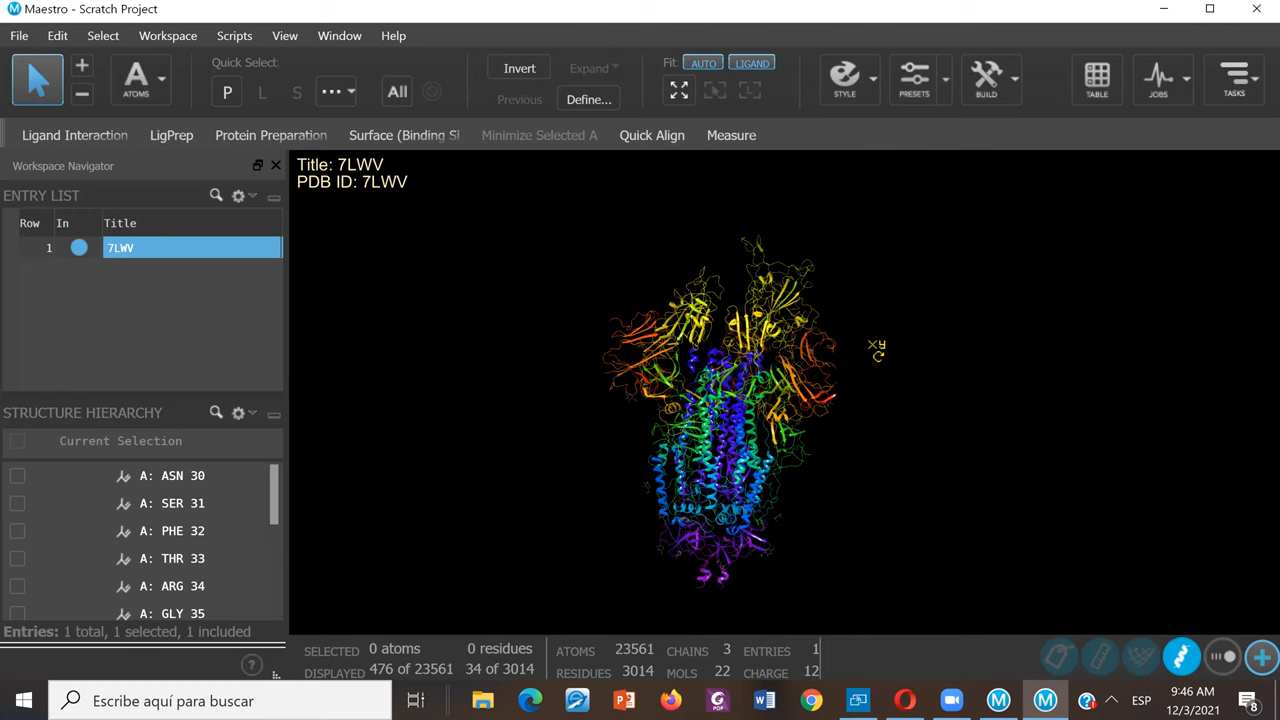 Maestro - Scratch Project
File Edit Select Workspace Scripts View Window Help
Quick Select
ATOMS
P L S ... All
Invert Expand
Previous Define...
Fit: AUTO LIGAND
STYLE PRESETS BUILD TABLE JOBS TASKS
Ligand Interaction LigPrep Protein Preparation Surface (Binding Si Minimize Selected A Quick Align Measure
Workspace Navigator
ENTRY LIST
Row In Title
1 7LWV
Title: 7LWV
PDB ID: 7LWV
XY
STRUCTURE HIERARCHY
Current Selection
A: ASN 30
A: SER 31
A: PHE 32
A: THR 33
A: ARG 34
A: GLY 35
Entries: 1 total, 1 selected, 1 included
SELECTED 0 atoms 0 residues ATOMS 23561 CHAINS 3 ENTRIES 1
DISPLAYED 476 of 23561 34 of 3014 RESIDUES 3014 MOLS 22 CHARGE 12
Escribe aquí para buscar
ESP
9:46 AM
12/3/2021
8